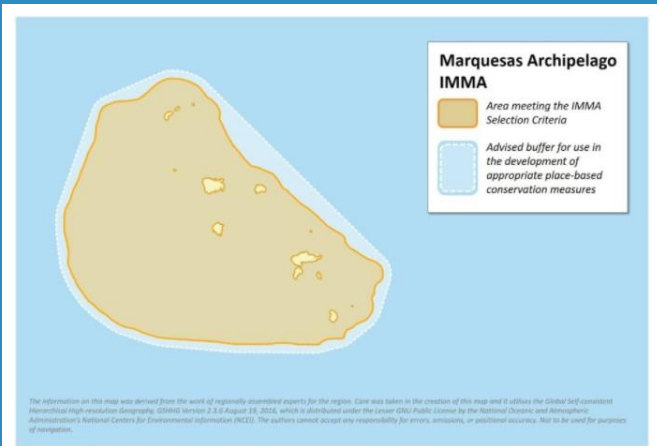 Marquesas Archipelago
IMMA
Area meeting the IMMA
Selection Criteria
Advised buffer for use in
the development of
appropriate place-based
conservation measures
The information on this map was derived from the work of regionally assembled experts for the region. Care was taken in the creation of this map and it utilises the Global Self-consistent
Hierarchical High-resolution Geography, GSHHG Version 2.3.6 August 19, 2016, which is distributed under the Lesser GNU Public License by the National Oceanic and Atmospheric
Administration's National Centers for Environmental Information (NCEI). The authors cannot accept any responsibility for errors, omissions, or positional accuracy. Not to be used for purposes
of navigation.